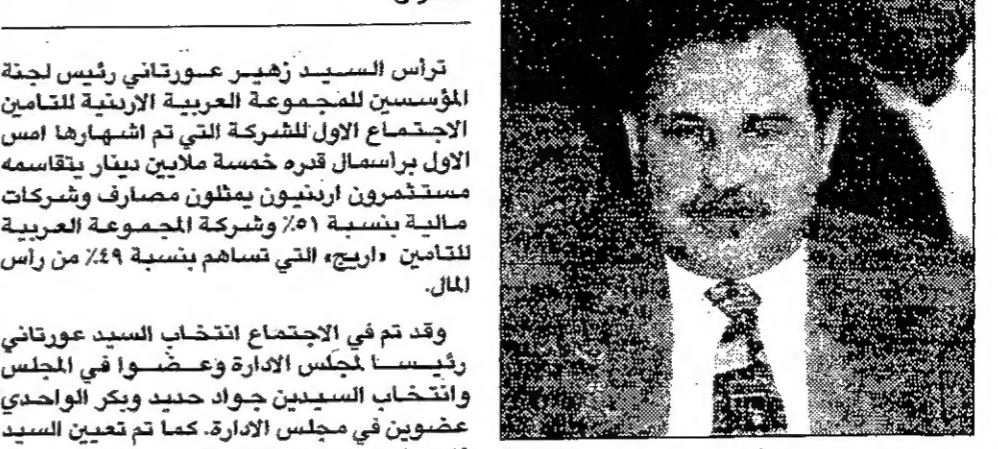 ترأس السيد زهير عورتاني رئيس لجنة
المؤسسين للمجموعة العربية الاردنية للتامين
الاجتماع الاول للشركة التي تم اشهارها امس
الاول براسمال قدره خمسة ملايين دينار يتقاسمه
مستثمرون اردنيون يمثلون مصارف وشركات
مالية بنسبة ٥١٪ وشركة المجموعة العربية
للتامين «اريج» التي تساهم بنسبة ٤٩٪ من راس
المال.
وقد تم في الاجتماع انتخاب السيد عورتاني
رئيسا لمجلس الادارة وعضوا في المجلس
وانتخاب السيدين جواد حديد وبكر الواحدي
عضوين في مجلس الادارة. كما تم تعيين السيد